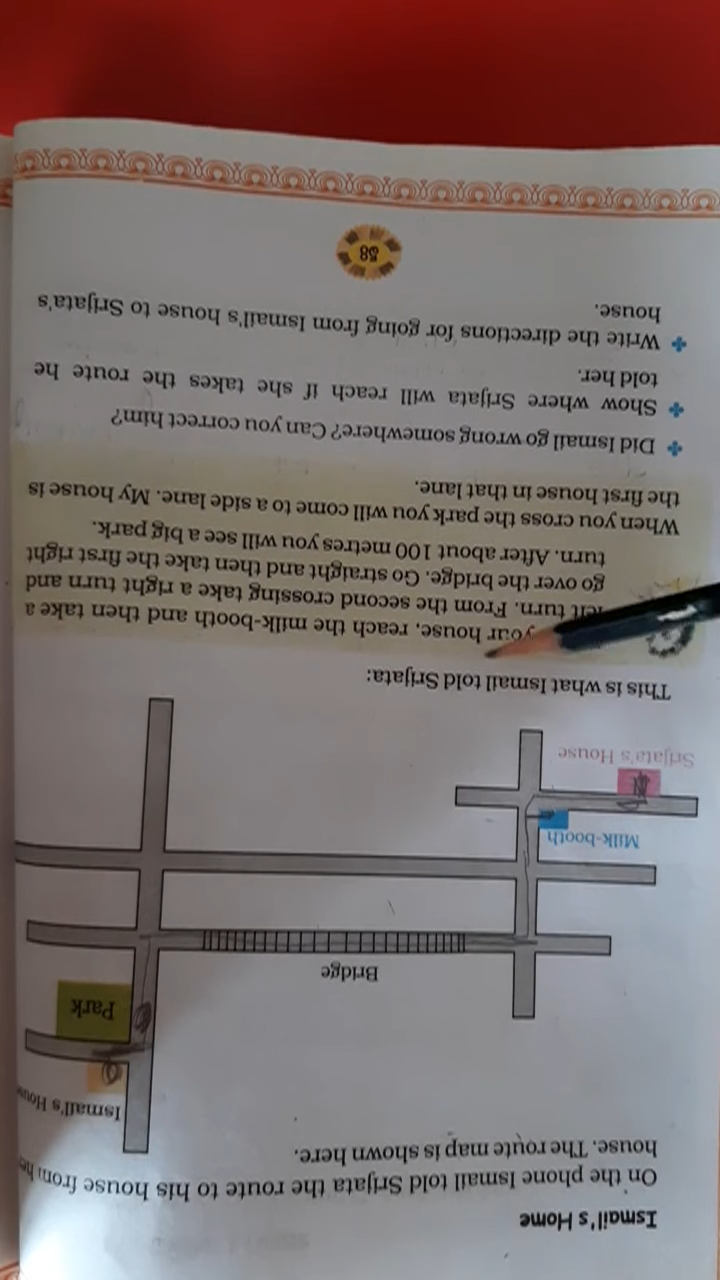 Ismail's Home
On the phone Ismail told Srijata the route to his house from her
house. The route map is shown here.
Ismail's House
Park
Bridge
Milk-booth
Srijata's House
This is what Ismail told Srijata:
your house, reach the milk-booth and then take a
left turn. From the second crossing take a right turn and
go over the bridge. Go straight and then take the first right
turn. After about 100 metres you will see a big park.
When you cross the park you will come to a side lane. My house is
the first house in that lane.
Did Ismail go wrong somewhere? Can you correct him?
Show where Srijata will reach if she takes the route he
told her.
Write the directions for going from Ismail's house to Srijata's
house.
38